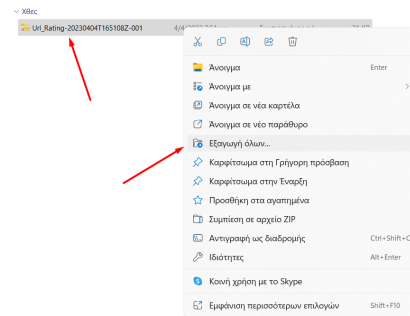 Χθες
Url_Rating-20230404T165108Z-001
Άνοιγμα Enter
Άνοιγμα με
Άνοιγμα σε νέα καρτέλα
Άνοιγμα σε νέο παράθυρο
Εξαγωγή όλων...
Καρφίτσωμα στη Γρήγορη πρόσβαση
Καρφίτσωμα στην Έναρξη
Προσθήκη στα αγαπημένα
Συμπίεση σε αρχείο ZIP
Αντιγραφή ως διαδρομής Ctrl+Shift+C
Ιδιότητες Alt+Enter
Κοινή χρήση με το Skype
Εμφάνιση περισσότερων επιλογών Shift+F10